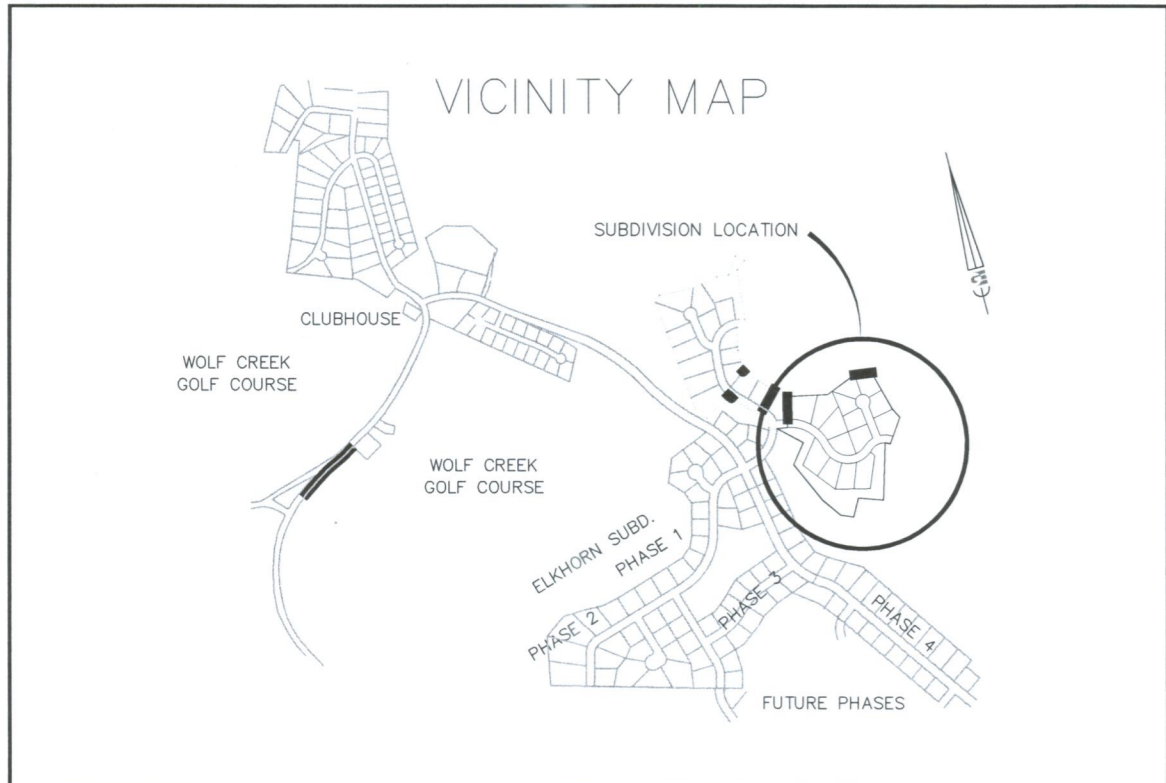 VICINITY MAP
SUBDIVISION LOCATION
CLUBHOUSE
WOLF CREEK
GOLF COURSE
WOLF CREEK
GOLF COURSE
ELKHORN SUBD.
PHASE 1
PHASE 2
PHASE 3
PHASE 4
FUTURE PHASES